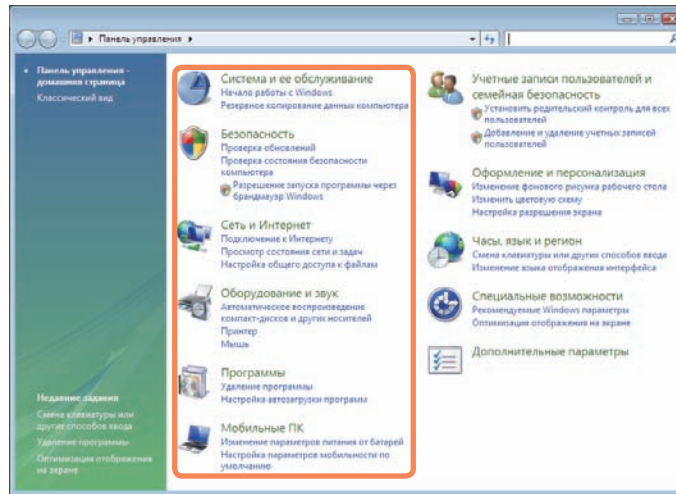 Панель управления
Панель управления -
домашняя страница
Классический вид
Система и ее обслуживание
Начало работы с Windows
Резервное копирование данных компьютера
Безопасность
Проверка обновлений
Проверка состояния безопасности
компьютера
Разрешение запуска программы через
брандмауэр Windows
Сеть и Интернет
Подключение к Интернету
Просмотр состояния сети и задач
Настройка общего доступа к файлам
Оборудование и звук
Автоматическое воспроизведение
компакт-дисков и других носителей
Принтер
Мышь
Программы
Удаление программы
Настройка автозагрузки программ
Мобильные ПК
Изменение параметров питания от батарей
Настройка параметров мобильности по
умолчанию
Учетные записи пользователей и
семейная безопасность
Установить родительский контроль для всех
пользователей
Добавление и удаление учетных записей
пользователей
Оформление и персонализация
Изменение фонового рисунка рабочего стола
Изменить цветовую схему
Настройка разрешения экрана
Часы, язык и регион
Смена клавиатуры или других способов ввода
Изменение языка отображения интерфейса
Специальные возможности
Рекомендуемые Windows параметры
Оптимизация отображения на экране
Дополнительные параметры
Недавние задания
Смена клавиатуры или
других способов ввода
Удаление программы
Оптимизация отображения
на экране